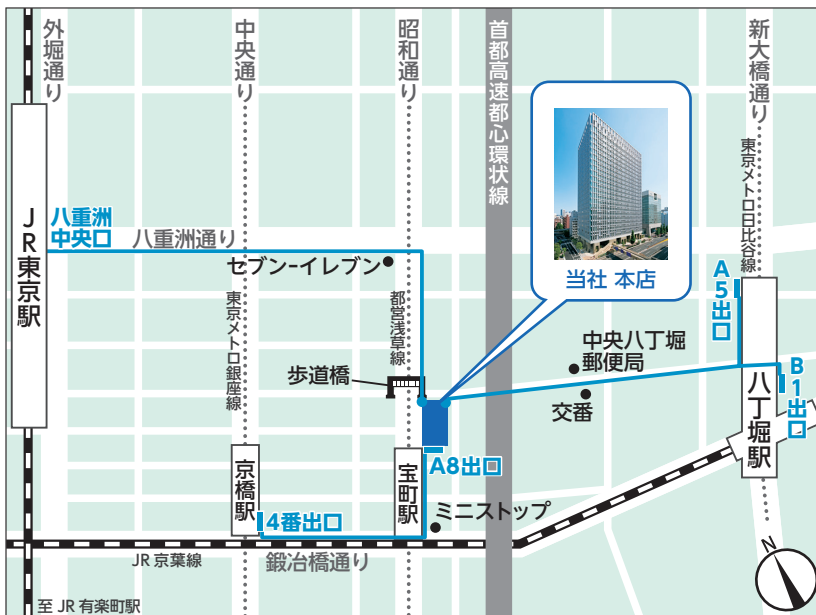 外堀通り
中央通り
昭和通り
首都高速都心環状線
新大橋通り
東京メトロ日比谷線
JR東京駅
八重洲
中央口
八重洲通り
セブン-イレブン
当社 本店
A5出口
東京メトロ銀座線
都営浅草線
中央八丁堀
郵便局
歩道橋
交番
B1出口
八丁堀駅
京橋駅
宝町駅
A8出口
4番出口
ミニストップ
JR 京葉線
鍛冶橋通り
至 JR 有楽町駅
N